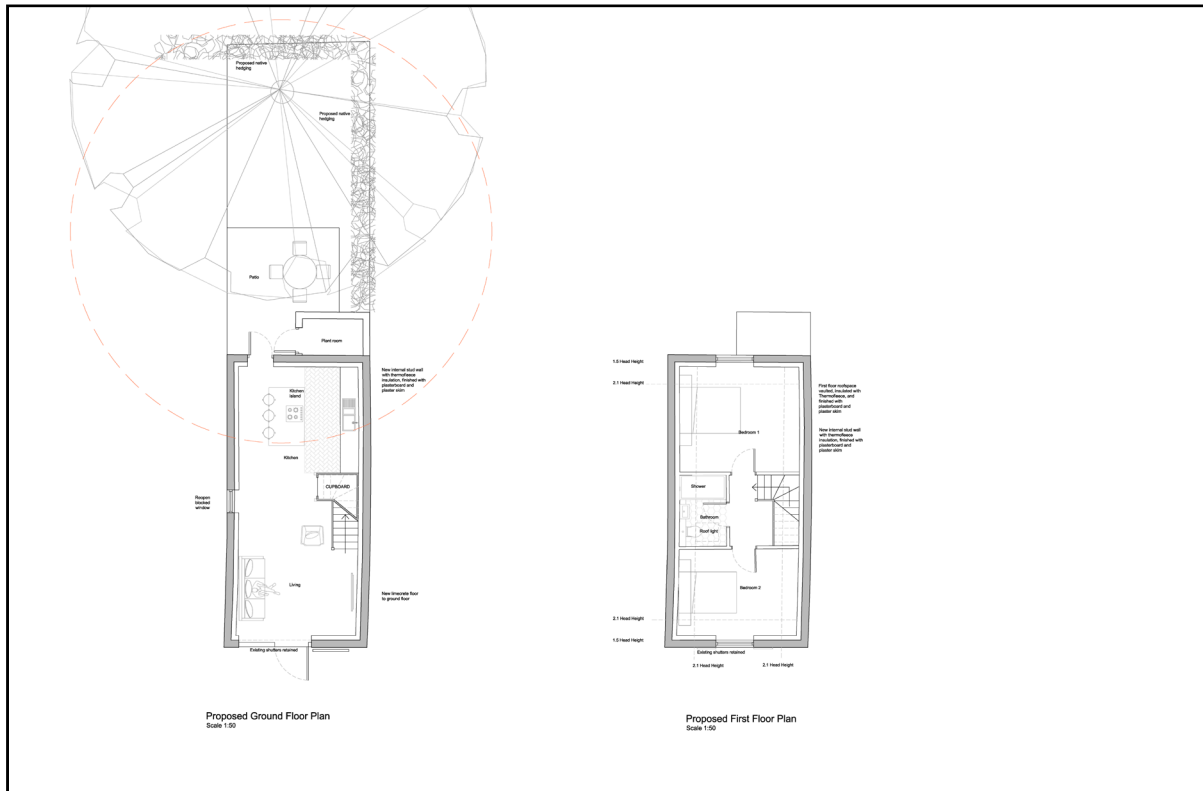 Proposed native
hedging
Proposed native
hedging
Patio
Plant room
New internal stud wall
with thermofleece
insulation, finished with
plasterboard and
plaster skim
Kitchen
island
Kitchen
CUPBOARD
Reopen
blocked
window
Living
New limecrete floor
to ground floor
Existing shutters retained
Proposed Ground Floor Plan
Scale 1:50
1.5 Head Height
2.1 Head Height
First floor roofspace
vaulted, insulated with
Thermofleece, and
finished with
plasterboard and
plaster skim
New internal stud wall
with thermofleece
insulation, finished with
plasterboard and
plaster skim
Bedroom 1
Shower
Bathroom
Roof light
Bedroom 2
2.1 Head Height
1.5 Head Height
Existing shutters retained
2.1 Head Height
2.1 Head Height
Proposed First Floor Plan
Scale 1:50